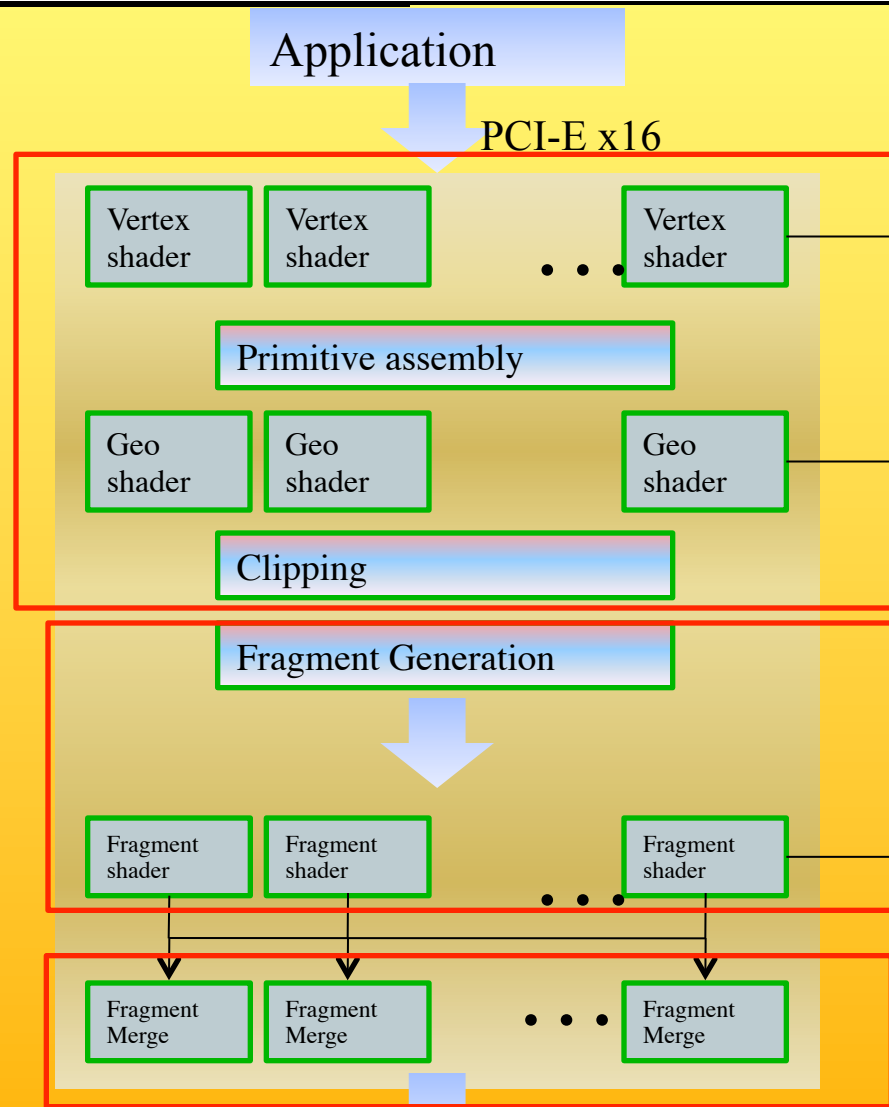 Application
PCI-E x16
Vertex
shader
Vertex
shader
• • •
Vertex
shader
Primitive assembly
Geo
shader
Geo
shader
Geo
shader
Clipping
Fragment Generation
Fragment
shader
Fragment
shader
• • •
Fragment
shader
Fragment
Merge
Fragment
Merge
• • •
Fragment
Merge